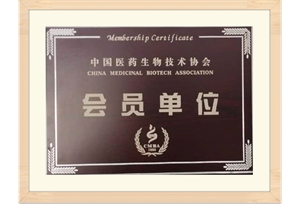 Membership Certificate
中国医药生物技术协会
CHINA MEDICINAL BIOTECH ASSOCIATION
会员单位
CMBA